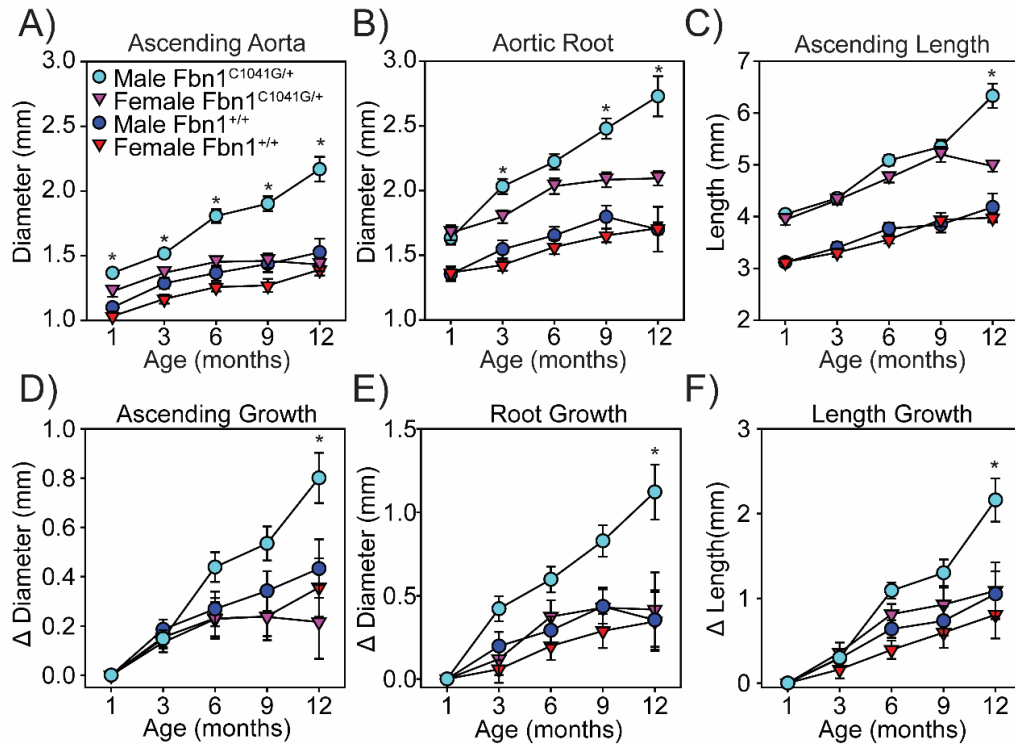 A)
Ascending Aorta
3.0
2.5
2.0
1.5
1.0
Diameter (mm)
Male Fbn1^C1041G/+
Female Fbn1^C1041G/+
Male Fbn1^+/+
Female Fbn1^+/+
*
*
*
*
*
1 3 6 9 12
Age (months)
B)
Aortic Root
3.0
2.5
2.0
1.5
1.0
Diameter (mm)
*
*
*
1 3 6 9 12
Age (months)
C)
Ascending Length
7
6
5
4
3
2
Length (mm)
*
1 3 6 9 12
Age (months)
D)
Ascending Growth
1.0
0.8
0.6
0.4
0.2
0.0
Δ Diameter (mm)
*
1 3 6 9 12
Age (months)
E)
Root Growth
1.5
1.0
0.5
0.0
Δ Diameter (mm)
*
1 3 6 9 12
Age (months)
F)
Length Growth
3
2
1
0
Δ Length(mm)
*
1 3 6 9 12
Age (months)